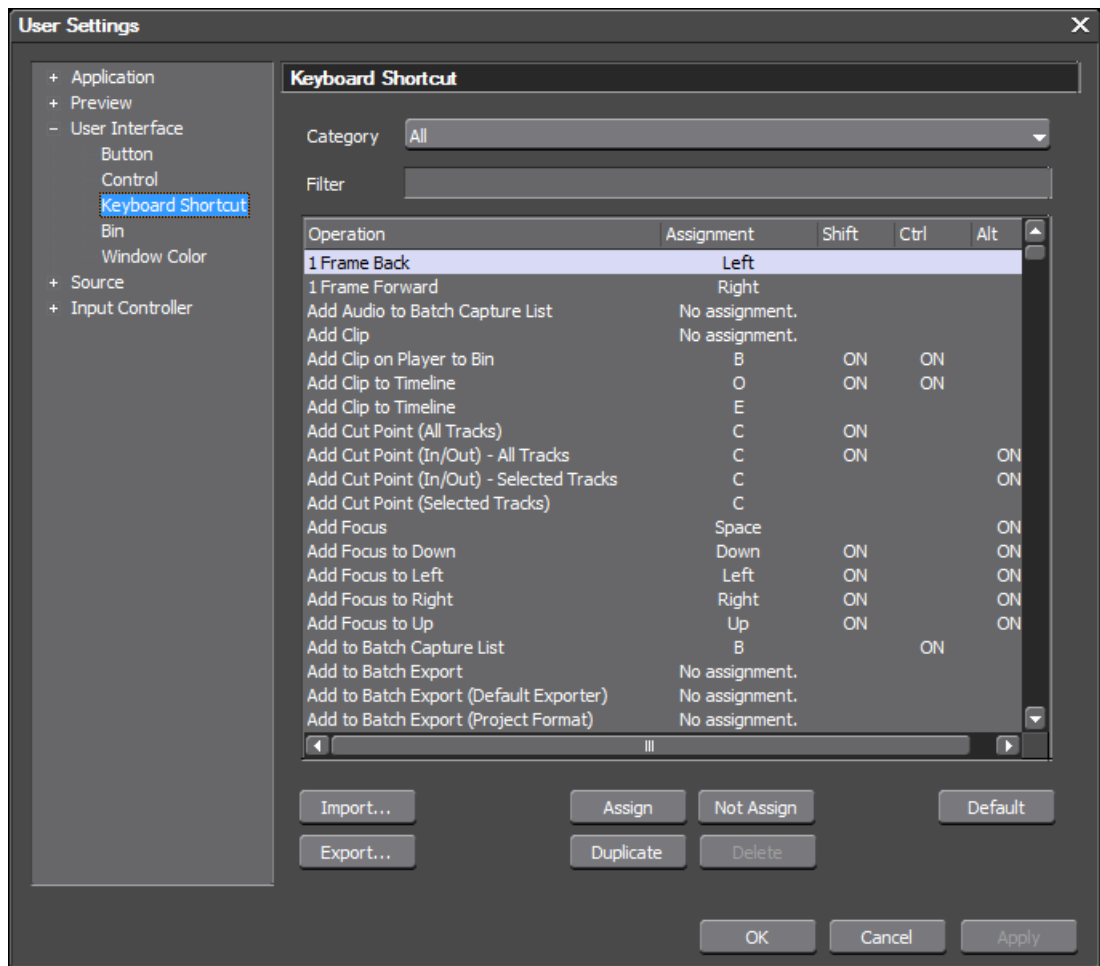 User Settings
+ Application
+ Preview
− User Interface
Button
Control
Keyboard Shortcut
Bin
Window Color
+ Source
+ Input Controller
Keyboard Shortcut
Category All
Filter
Operation Assignment Shift Ctrl Alt
1 Frame Back Left
1 Frame Forward Right
Add Audio to Batch Capture List No assignment.
Add Clip No assignment.
Add Clip on Player to Bin B ON ON
Add Clip to Timeline O ON ON
Add Clip to Timeline E
Add Cut Point (All Tracks) C ON
Add Cut Point (In/Out) - All Tracks C ON ON
Add Cut Point (In/Out) - Selected Tracks C ON
Add Cut Point (Selected Tracks) C
Add Focus Space ON
Add Focus to Down Down ON ON
Add Focus to Left Left ON ON
Add Focus to Right Right ON ON
Add Focus to Up Up ON ON
Add to Batch Capture List B ON
Add to Batch Export No assignment.
Add to Batch Export (Default Exporter) No assignment.
Add to Batch Export (Project Format) No assignment.
Import... Assign Not Assign Default
Export... Duplicate Delete
OK Cancel Apply